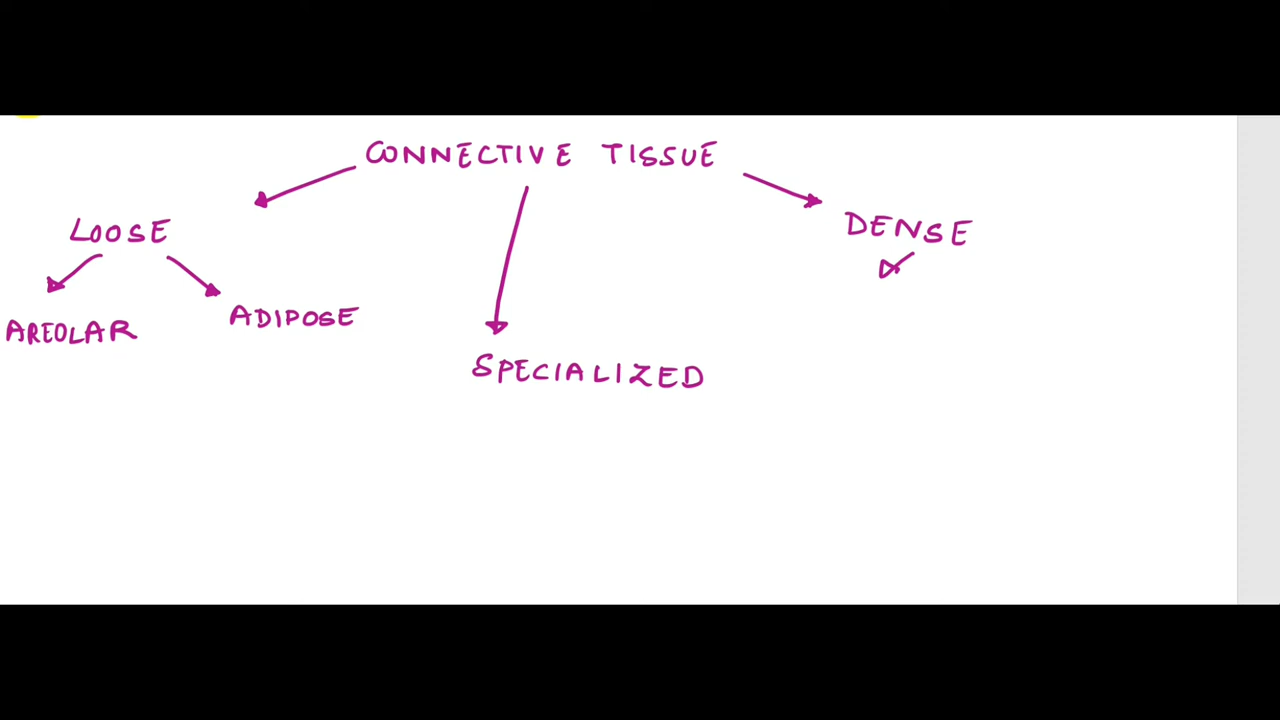 CONNECTIVE TISSUE
LOOSE
DENSE
AREOLAR
ADIPOSE
SPECIALIZED